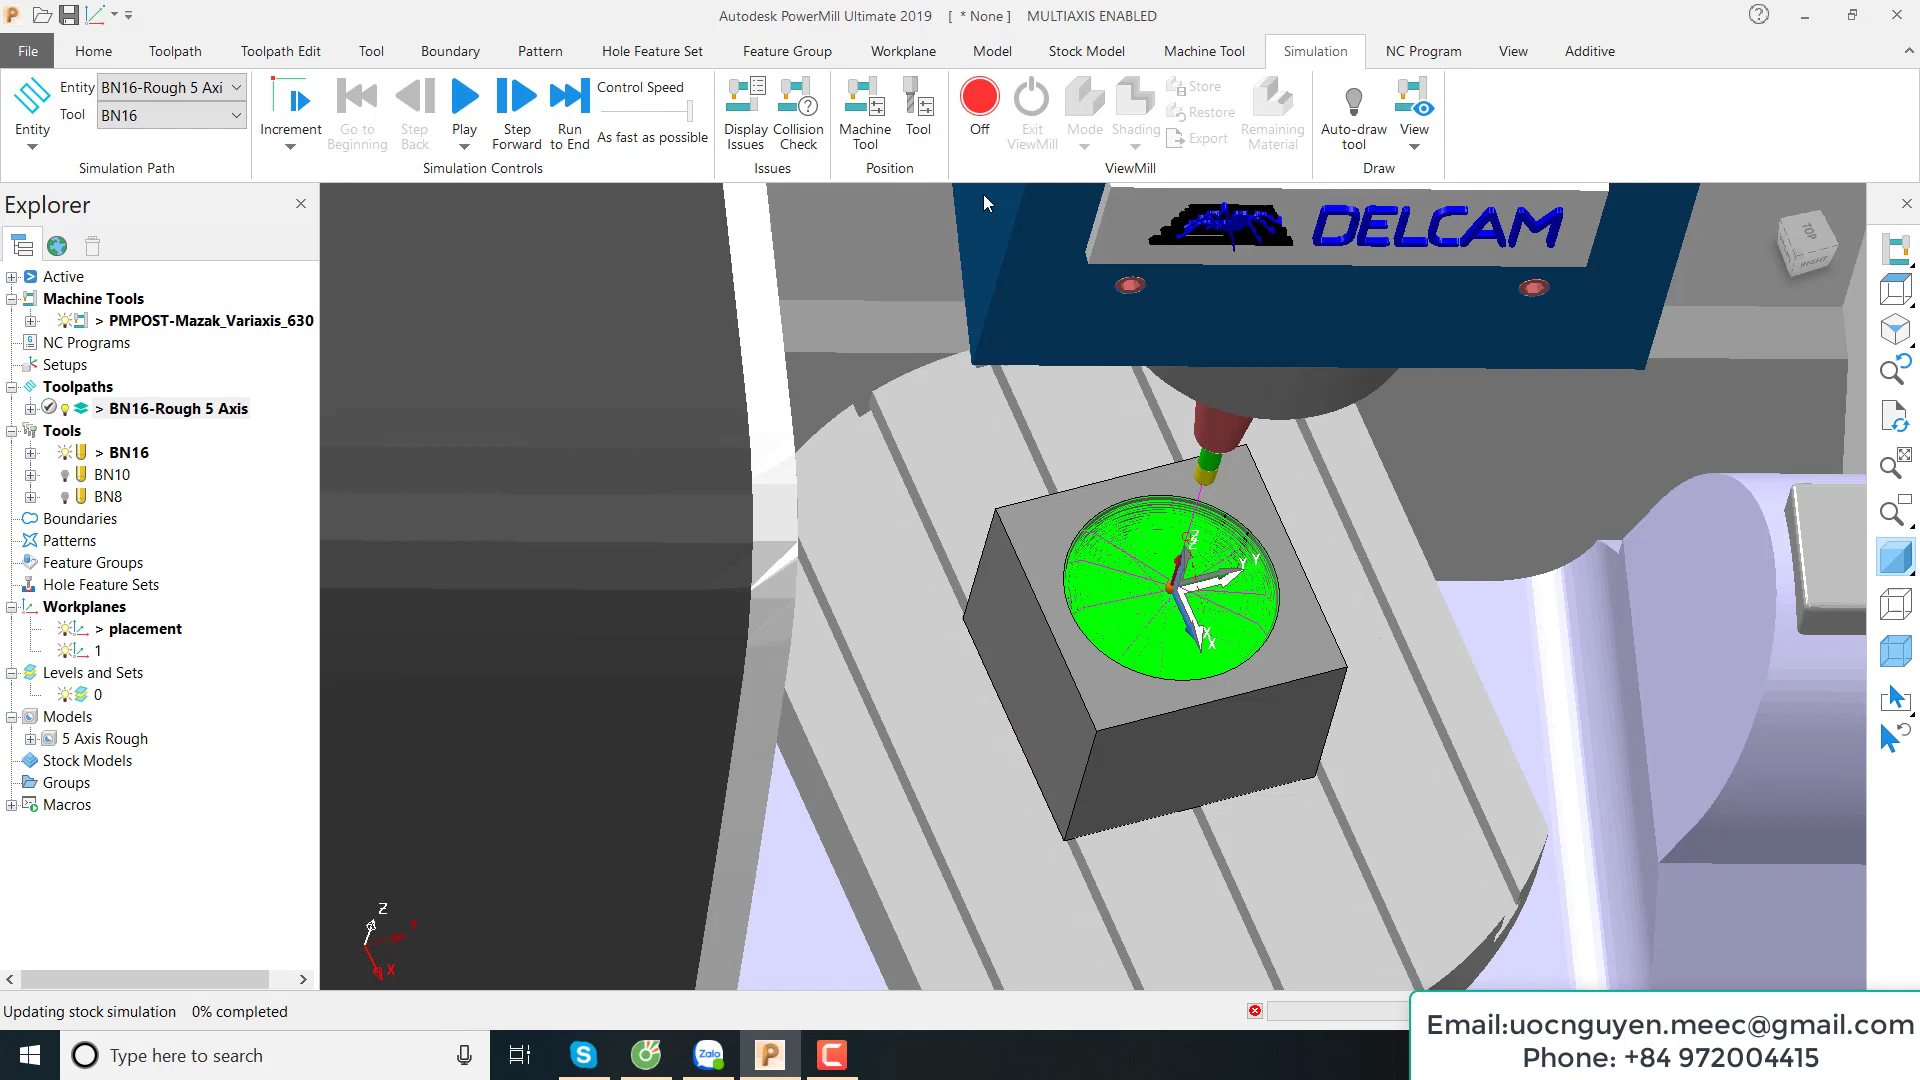 Autodesk PowerMill Ultimate 2019 [ * None ] MULTIAXIS ENABLED
File Home Toolpath Toolpath Edit Tool Boundary Pattern Hole Feature Set Feature Group Workplane Model Stock Model Machine Tool Simulation NC Program View Additive
Entity BN16-Rough 5 Axi
Tool BN16
Entity
Simulation Path
Increment
Go to Beginning
Step Back
Play
Step Forward
Run to End
Control Speed
As fast as possible
Simulation Controls
Display Issues
Collision Check
Issues
Machine Tool
Tool
Position
Off
Exit ViewMill
Mode
Shading
Store
Restore
Export
Remaining Material
ViewMill
Auto-draw tool
View
Draw
Explorer
Active
Machine Tools
> PMPOST-Mazak_Variaxis_630
NC Programs
Setups
Toolpaths
> BN16-Rough 5 Axis
Tools
> BN16
BN10
BN8
Boundaries
Patterns
Feature Groups
Hole Feature Sets
Workplanes
> placement
1
Levels and Sets
0
Models
5 Axis Rough
Stock Models
Groups
Macros
DELCAM
TOP
RIGHT
Z
Z
Y
Y
X
X
Z
Y
X
Updating stock simulation 0% completed
Type here to search
Zalo
Email:uocnguyen.meec@gmail.com
Phone: +84 972004415